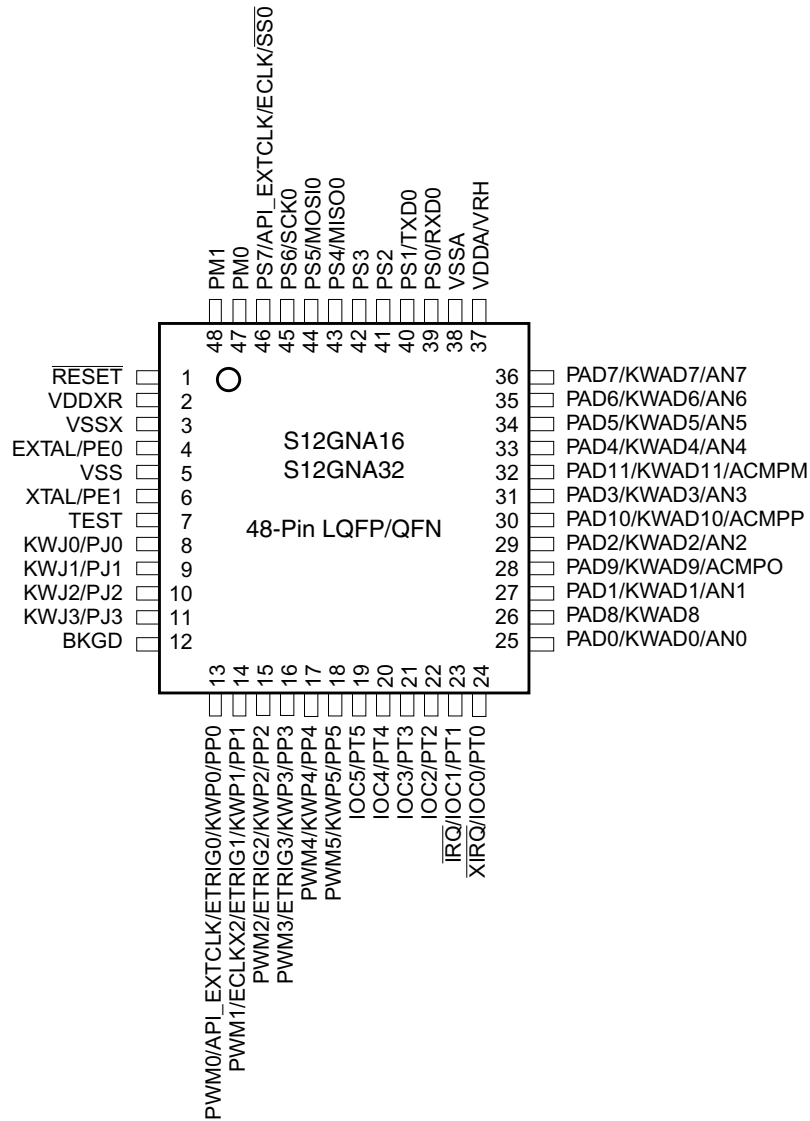 PM1
PM0
PS7/API_EXTCLK/ECLK/SS0
PS6/SCK0
PS5/MOSI0
PS4/MISO0
PS3
PS2
PS1/TXD0
PS0/RXD0
VSSA
VDDA/VRH
48
47
46
45
44
43
42
41
40
39
38
37
RESET 1
VDDXR 2
VSSX 3
EXTAL/PE0 4
VSS 5
XTAL/PE1 6
TEST 7
KWJ0/PJ0 8
KWJ1/PJ1 9
KWJ2/PJ2 10
KWJ3/PJ3 11
BKGD 12
S12GNA16
S12GNA32
48-Pin LQFP/QFN
36 PAD7/KWAD7/AN7
35 PAD6/KWAD6/AN6
34 PAD5/KWAD5/AN5
33 PAD4/KWAD4/AN4
32 PAD11/KWAD11/ACMPM
31 PAD3/KWAD3/AN3
30 PAD10/KWAD10/ACMPP
29 PAD2/KWAD2/AN2
28 PAD9/KWAD9/ACMPO
27 PAD1/KWAD1/AN1
26 PAD8/KWAD8
25 PAD0/KWAD0/AN0
13
14
15
16
17
18
19
20
21
22
23
24
PWM0/API_EXTCLK/ETRIG0/KWP0/PP0
PWM1/ECLKX2/ETRIG1/KWP1/PP1
PWM2/ETRIG2/KWP2/PP2
PWM3/ETRIG3/KWP3/PP3
PWM4/KWP4/PP4
PWM5/KWP5/PP5
IOC5/PT5
IOC4/PT4
IOC3/PT3
IOC2/PT2
IRQ/IOC1/PT1
XIRQ/IOC0/PT0